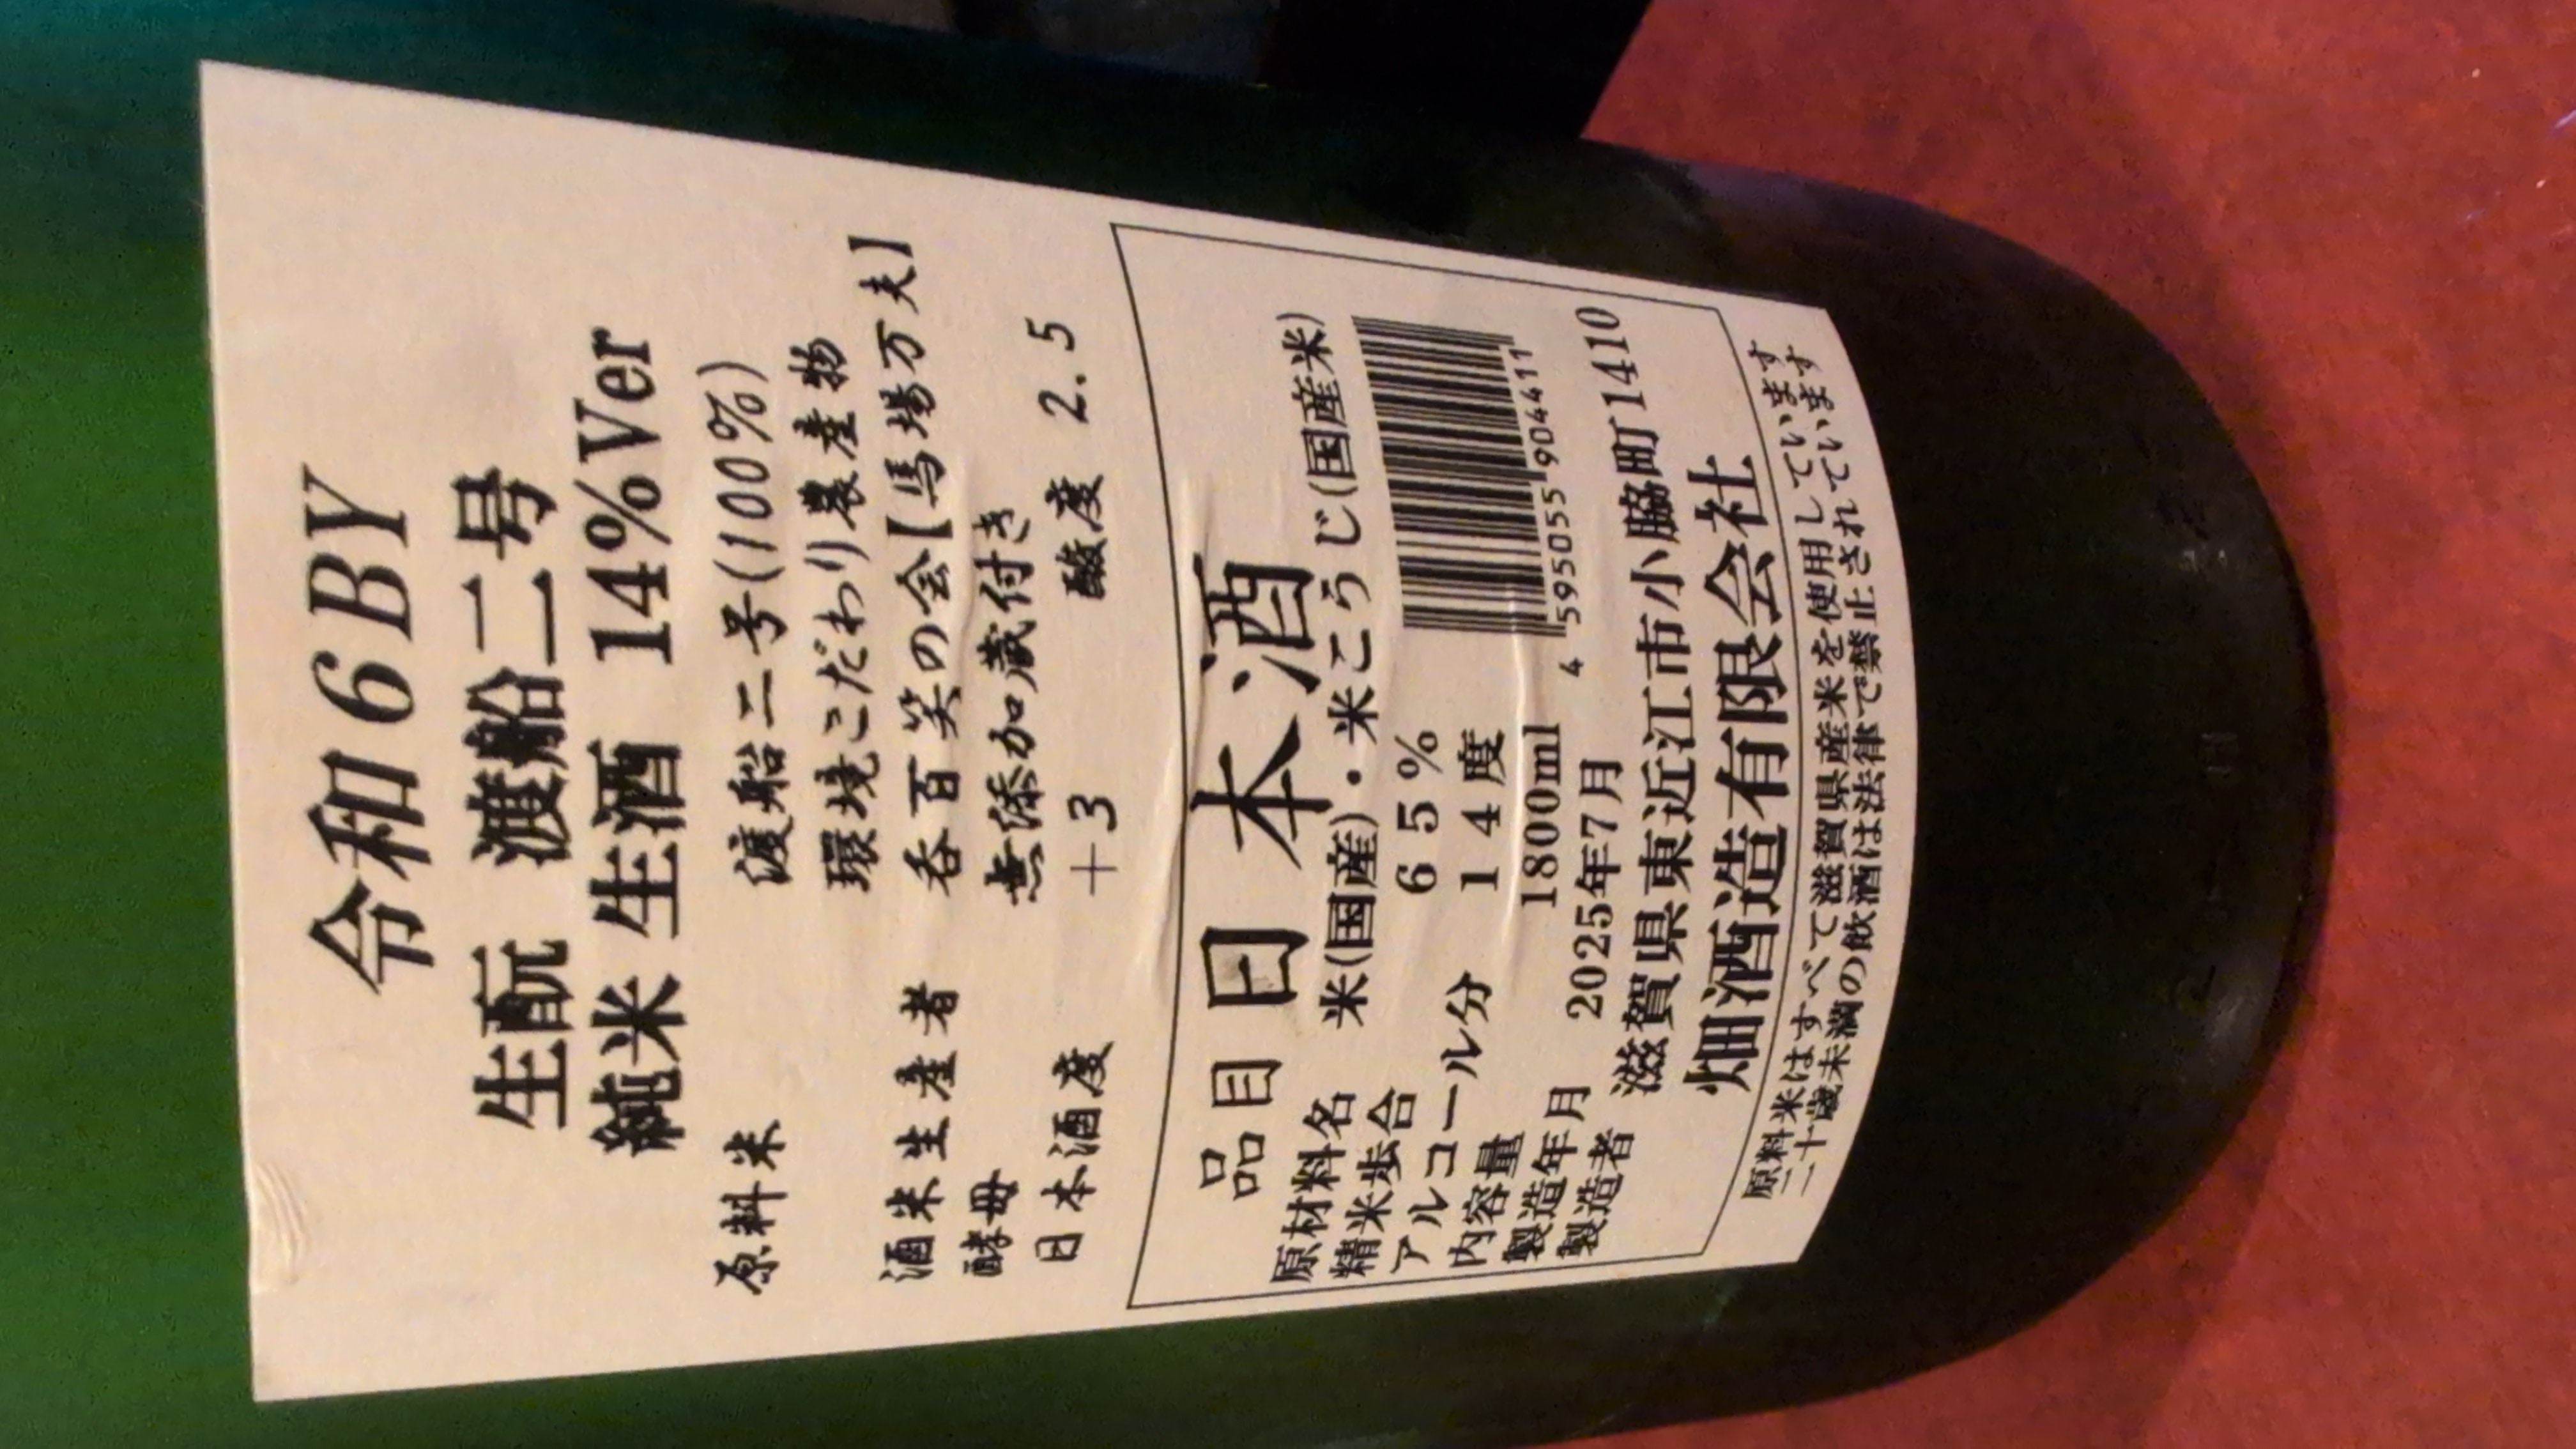 令和6BY
生酛 渡船二号
純米 生酒 14%Ver
原料米 渡船二号(100%)
環境こだわり農産物
酒米生産者 呑百笑の会【馬場万夫】
酵母 無添加蔵付き
日本酒度 +3 酸度 2.5
品目 日本酒
原材料名 米(国産)・米こうじ(国産米)
精米歩合 65%
アルコール分 14度
内容量 1800ml
製造年月 2025年7月
4 595055 904411
製造者 滋賀県東近江市小脇町1410
畑酒造有限会社
原料米はすべて滋賀県産米を使用しています
二十歳未満の飲酒は法律で禁止されています